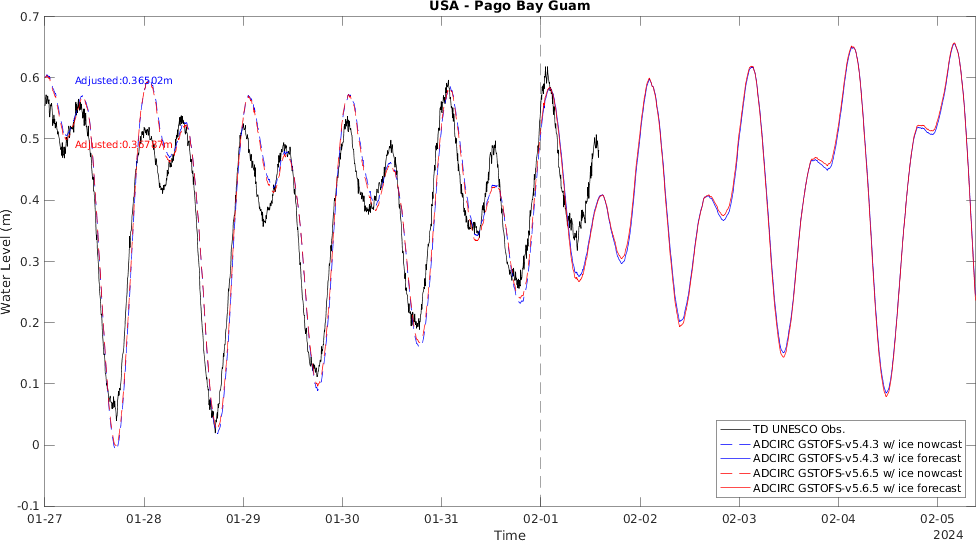 USA - Pago Bay Guam
0.7
0.6
0.5
0.4
0.3
0.2
0.1
0
-0.1
Water Level (m)
Adjusted:0.36502m
01-27
01-28
01-29
01-30
01-31
02-01
02-02
02-03
02-04
02-05
Time
2024
TD UNESCO Obs.
ADCIRC GSTOFS-v5.4.3 w/ ice nowcast
ADCIRC GSTOFS-v5.4.3 w/ ice forecast
ADCIRC GSTOFS-v5.6.5 w/ ice nowcast
ADCIRC GSTOFS-v5.6.5 w/ ice forecast